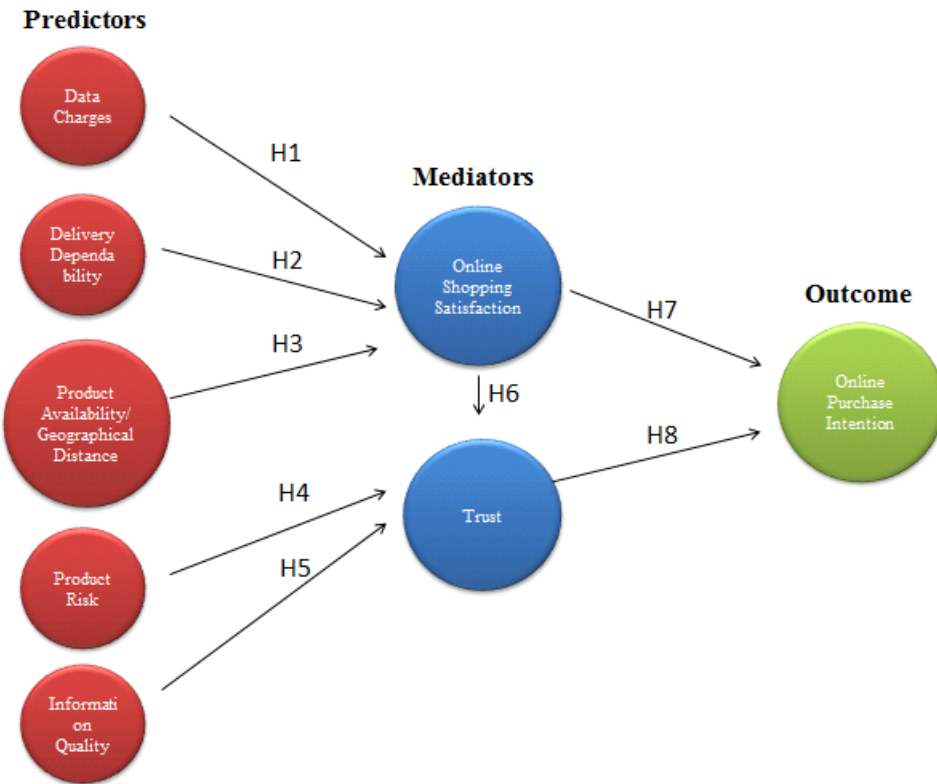 Predictors
Data
Charges
H1
Mediators
Delivery
Dependa
bility
H2
Online
Shopping
Satisfaction
Outcome
H3
H7
Product
Availability/
Geographical
Distance
H6
Online
Purchase
Intention
H4
H8
Trust
H5
Product
Risk
Informati
on
Quality